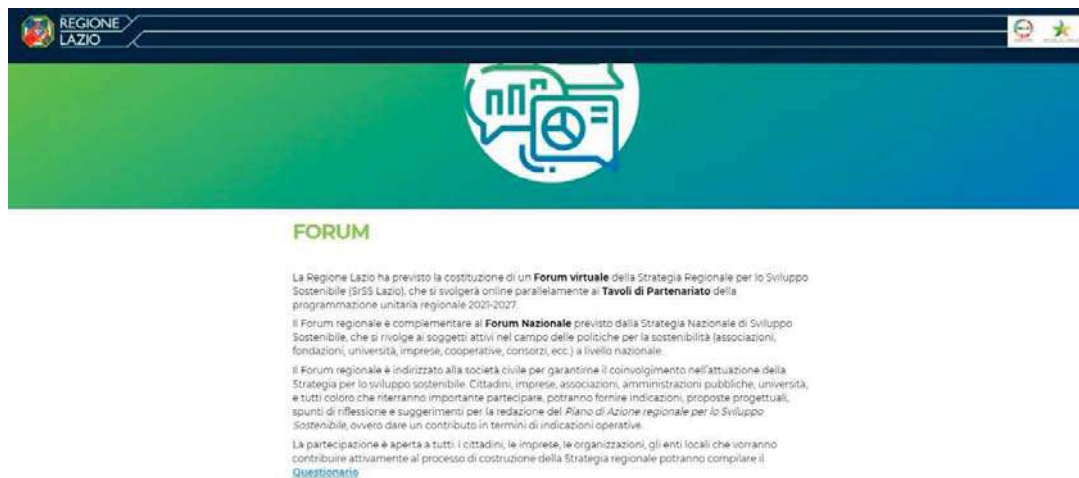 REGIONE
LAZIO
FORUM
La Regione Lazio ha previsto la costituzione di un Forum virtuale della Strategia Regionale per lo Sviluppo
Sostenibile (SrSS Lazio), che si svolgerà online parallelamente ai Tavoli di Partenariato della
programmazione unitaria regionale 2021-2027.
Il Forum regionale è complementare al Forum Nazionale previsto dalla Strategia Nazionale di Sviluppo
Sostenibile, che si rivolge ai soggetti attivi nel campo delle politiche per la sostenibilità (associazioni,
fondazioni, università, imprese, cooperative, consorzi, ecc.) a livello nazionale.
Il Forum regionale è indirizzato alla società civile per garantirne il coinvolgimento nell'attuazione della
Strategia per lo sviluppo sostenibile. Cittadini, imprese, associazioni, amministrazioni pubbliche, università,
e tutti coloro che riterranno importante partecipare, potranno fornire indicazioni, proposte progettuali,
spunti di riflessione e suggerimenti per la redazione del Piano di Azione regionale per lo Sviluppo
Sostenibile, ovvero dare un contributo in termini di indicazioni operative.
La partecipazione è aperta a tutti. I cittadini, le imprese, le organizzazioni, gli enti locali che vorranno
contribuire attivamente al processo di costruzione della Strategia regionale potranno compilare il
Questionario